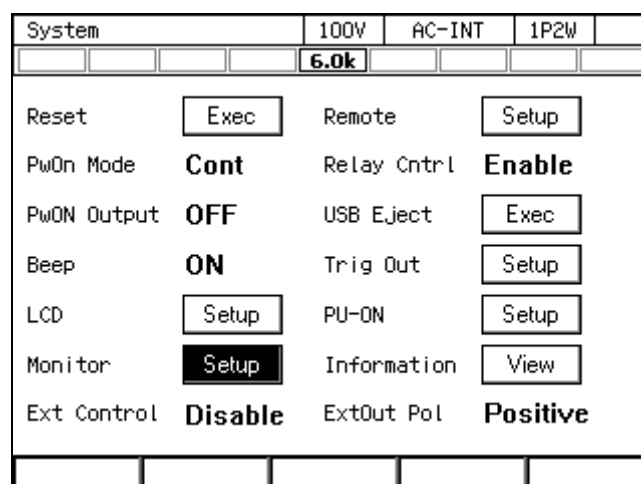 System 100V AC-INT 1P2W
6.0k
Reset Exec Remote Setup
PwOn Mode Cont Relay Cntrl Enable
PwON Output OFF USB Eject Exec
Beep ON Trig Out Setup
LCD Setup PU-ON Setup
Monitor Setup Information View
Ext Control Disable ExtOut Pol Positive